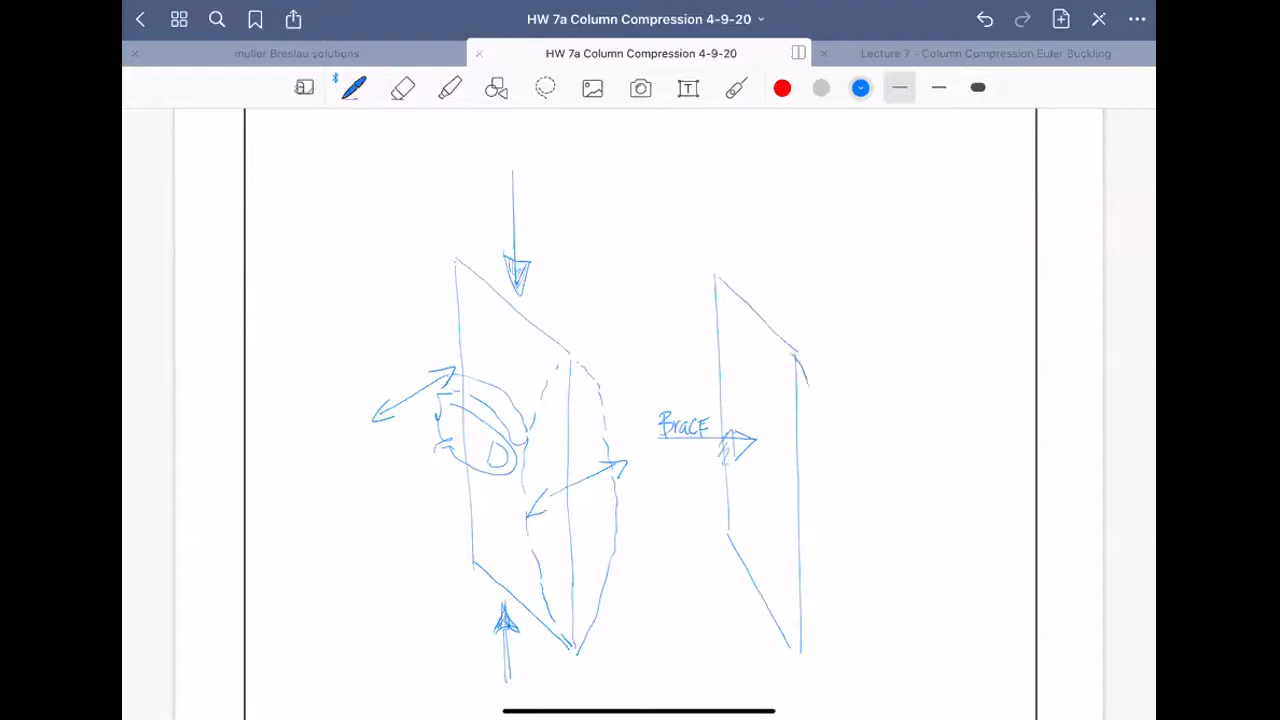 HW 7a Column Compression 4-9-20
muller Breslau solutions
HW 7a Column Compression 4-9-20
Lecture 7 - Column Compression Euler Buckling
T
Brace